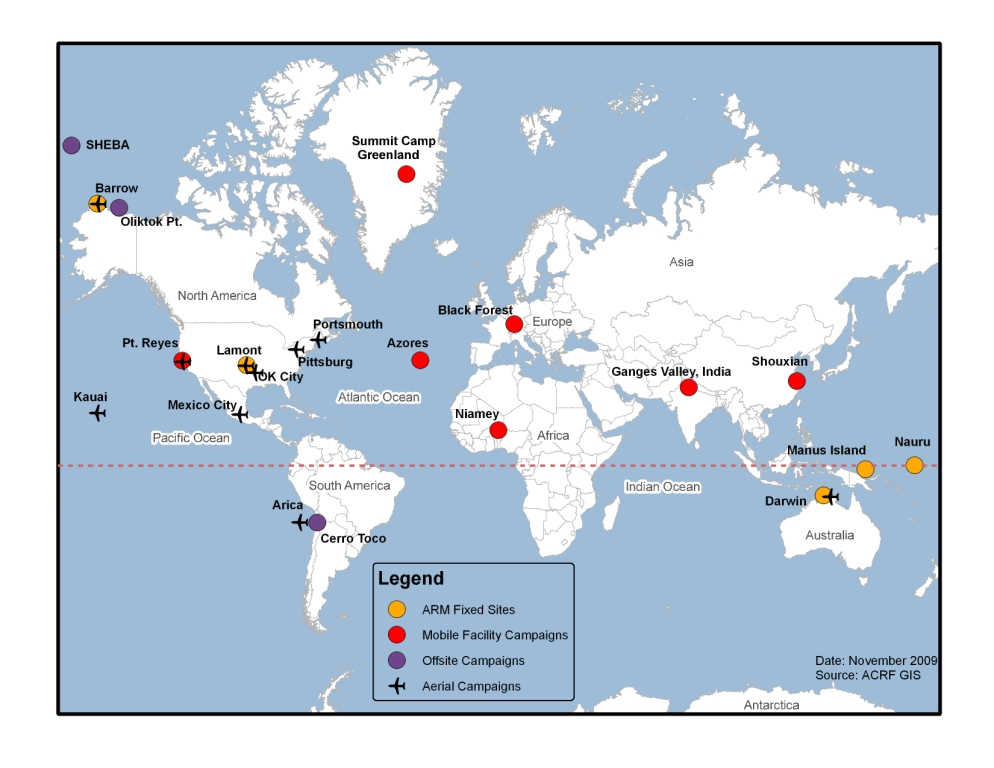 Summit Camp
Greenland
SHEBA
Barrow
Oliktok Pt.
Asia
North America
Black Forest
Europe
Portsmouth
Pt. Reyes
Lamont
Azores
Pittsburg
Shouxian
OK City
Ganges Valley, India
Kauai
Mexico City
Atlantic Ocean
Niamey
Pacific Ocean
Africa
Nauru
Manus Island
South America
Indian Ocean
Darwin
Arica
Cerro Toco
Australia
Legend
ARM Fixed Sites
Mobile Facility Campaigns
Offsite Campaigns
Aerial Campaigns
Date: November 2009
Source: ACRF GIS
Antarctica